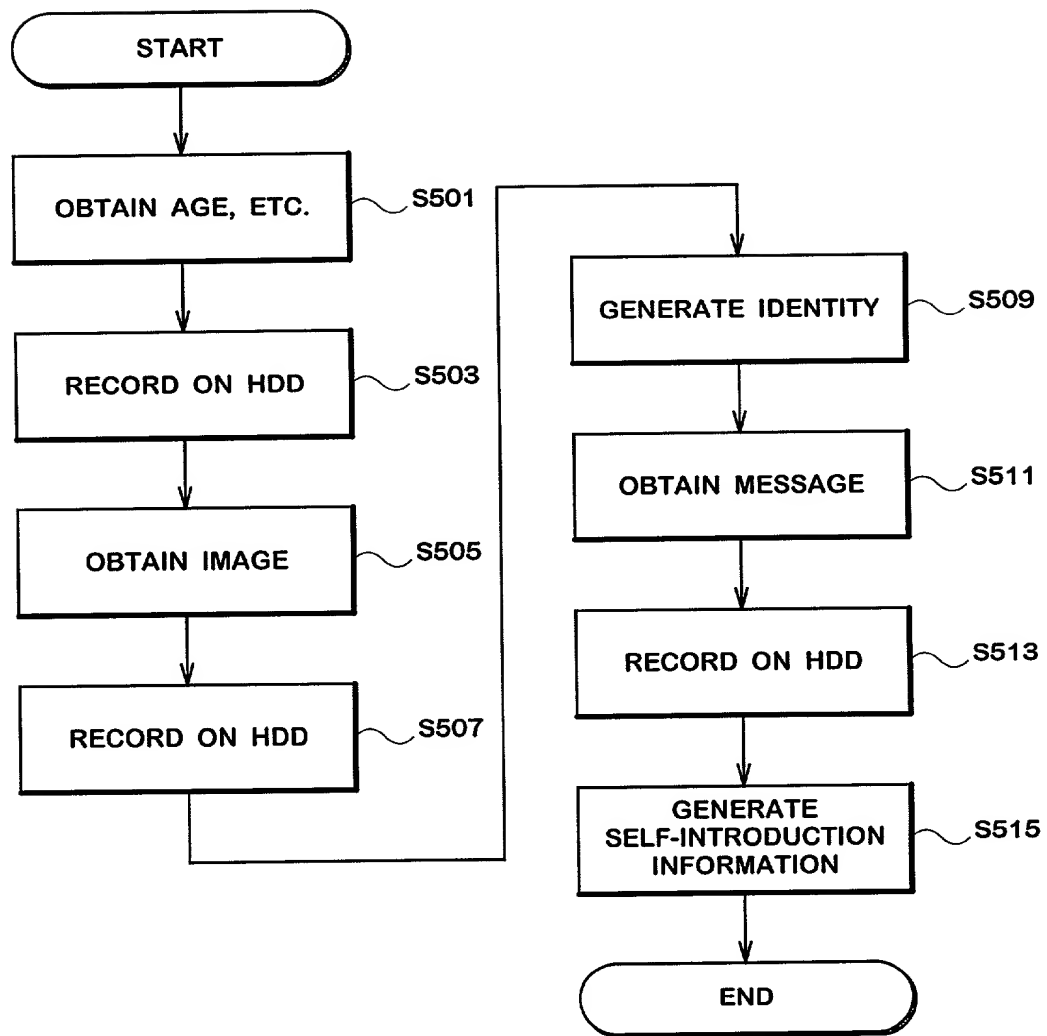 START
OBTAIN AGE, ETC.
S501
RECORD ON HDD
S503
OBTAIN IMAGE
S505
RECORD ON HDD
S507
GENERATE IDENTITY
S509
OBTAIN MESSAGE
S511
RECORD ON HDD
S513
GENERATE
SELF-INTRODUCTION
INFORMATION
S515
END